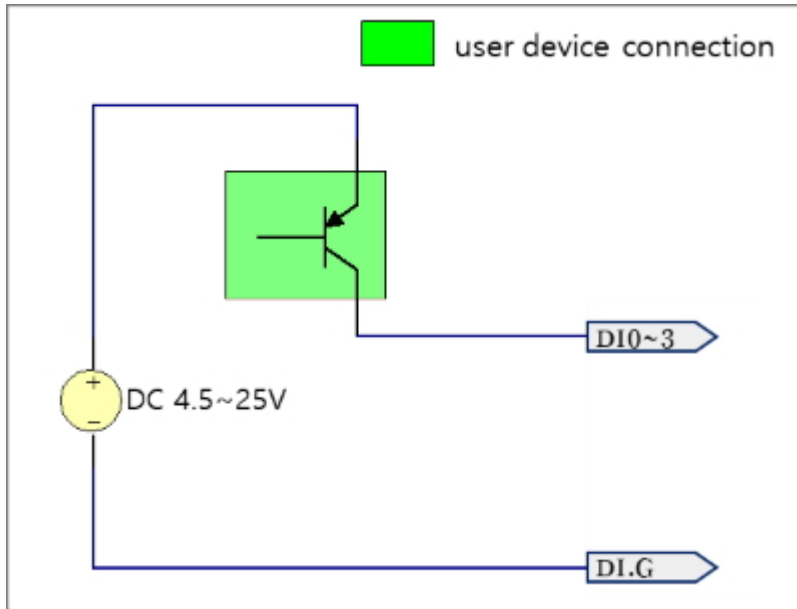 user device connection
DI0~3
+
DC 4.5~25V
−
DI.G